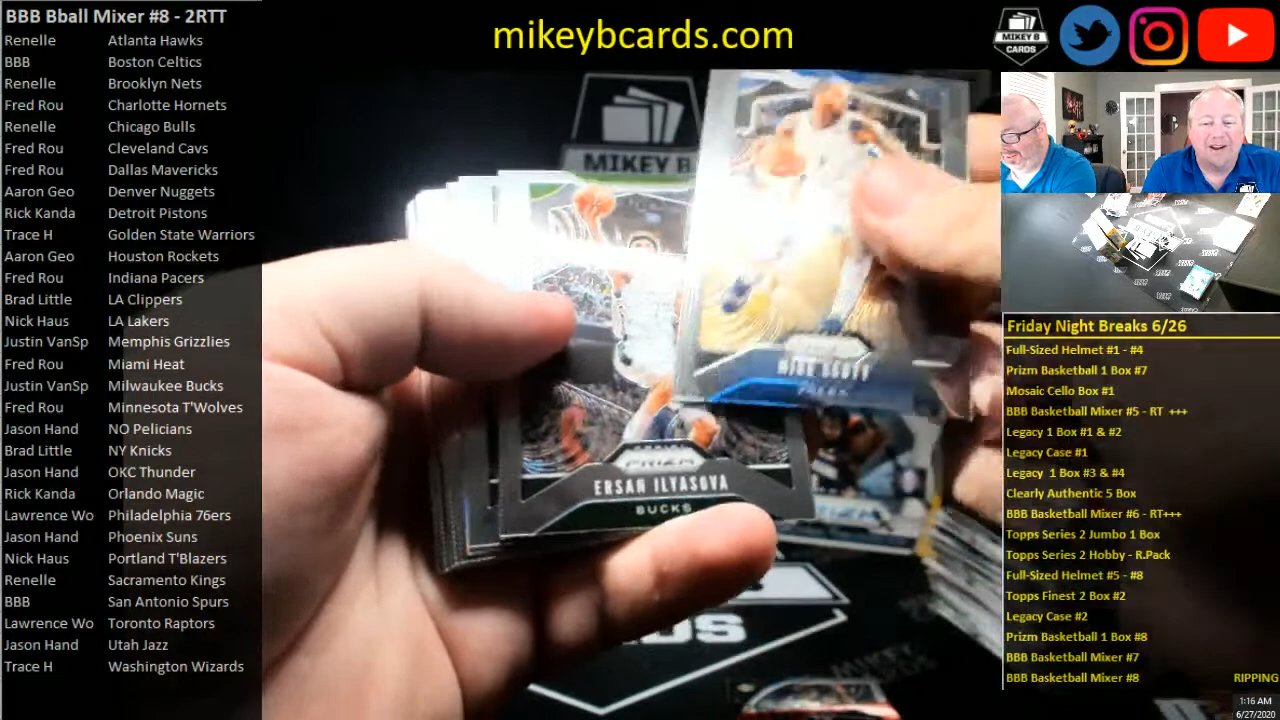 BBB Bball Mixer #8 - 2RTT
Renelle Atlanta Hawks
BBB Boston Celtics
Renelle Brooklyn Nets
Fred Rou Charlotte Hornets
Renelle Chicago Bulls
Fred Rou Cleveland Cavs
Fred Rou Dallas Mavericks
Aaron Geo Denver Nuggets
Rick Kanda Detroit Pistons
Trace H Golden State Warriors
Aaron Geo Houston Rockets
Fred Rou Indiana Pacers
Brad Little LA Clippers
Nick Haus LA Lakers
Justin VanSp Memphis Grizzlies
Fred Rou Miami Heat
Justin VanSp Milwaukee Bucks
Fred Rou Minnesota T'Wolves
Jason Hand NO Pelicians
Brad Little NY Knicks
Jason Hand OKC Thunder
Rick Kanda Orlando Magic
Lawrence Wo Philadelphia 76ers
Jason Hand Phoenix Suns
Nick Haus Portland T'Blazers
Renelle Sacramento Kings
BBB San Antonio Spurs
Lawrence Wo Toronto Raptors
Jason Hand Utah Jazz
Trace H Washington Wizards
mikeybcards.com
MIKEY B
CARDS
MIKEY B
MIKE SCOTT
PRIZM
ERSAN ILYASOVA
BUCKS
RDS
Friday Night Breaks 6/26
Full-Sized Helmet #1 - #4
Prizm Basketball 1 Box #7
Mosaic Cello Box #1
BBB Basketball Mixer #5 - RT +++
Legacy 1 Box #1 & #2
Legacy Case #1
Legacy 1 Box #3 & #4
Clearly Authentic 5 Box
BBB Basketball Mixer #6 - RT+++
Topps Series 2 Jumbo 1 Box
Topps Series 2 Hobby - R.Pack
Full-Sized Helmet #5 - #8
Topps Finest 2 Box #2
Legacy Case #2
Prizm Basketball 1 Box #8
BBB Basketball Mixer #7
BBB Basketball Mixer #8 RIPPING
1:16 AM
6/27/2020